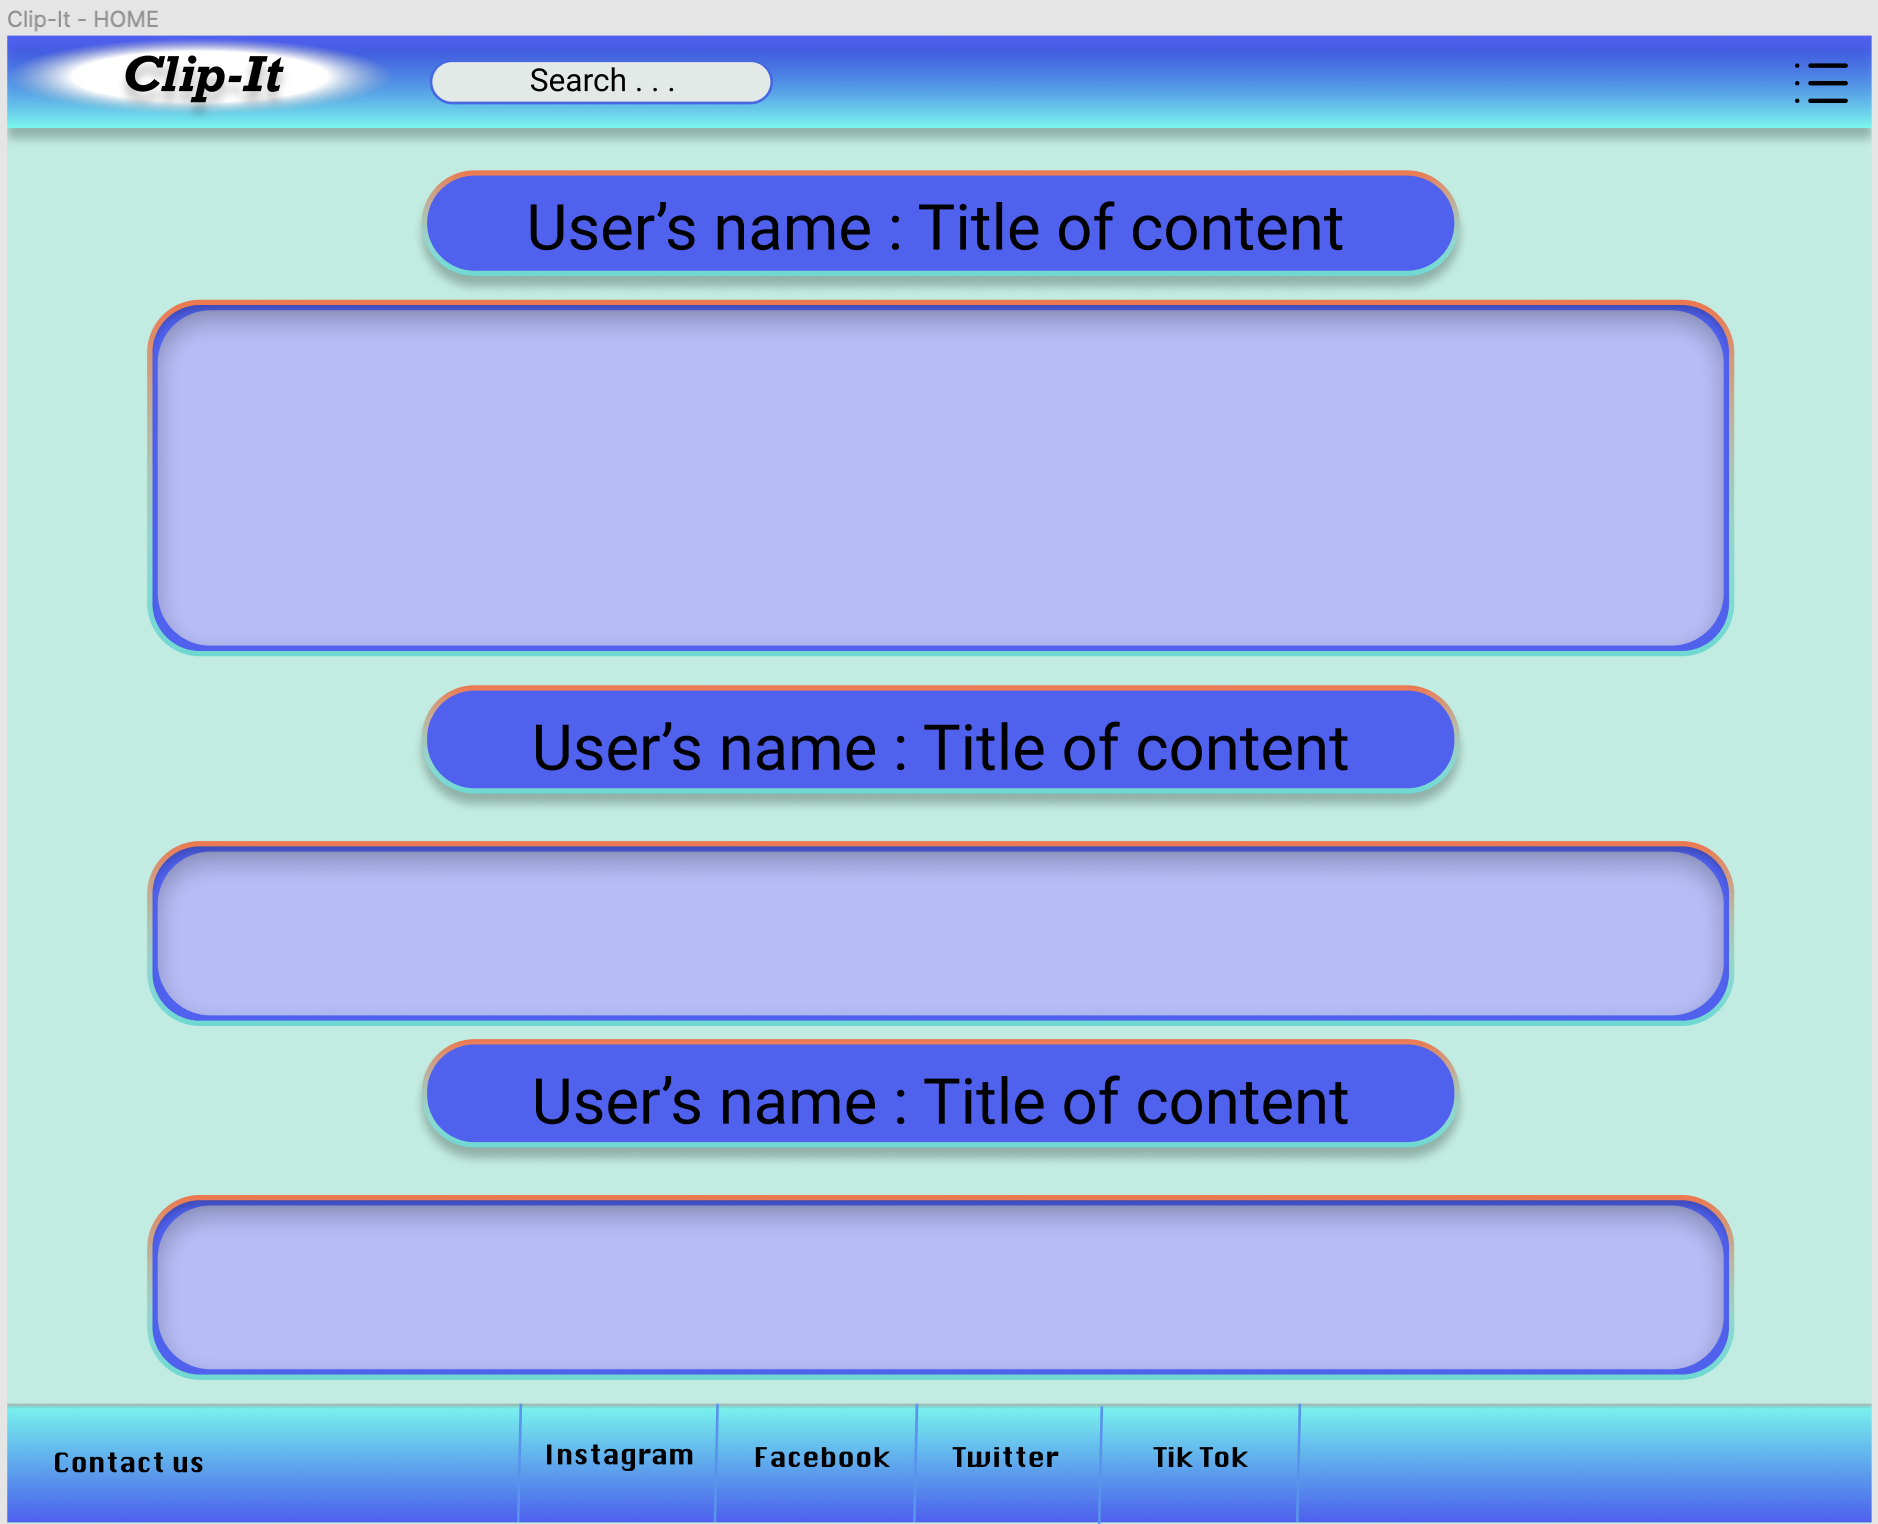 Clip-It - HOME
Clip-It
Search . . .
User’s name : Title of content
User’s name : Title of content
User’s name : Title of content
Contact us
Instagram
Facebook
Twitter
Tik Tok